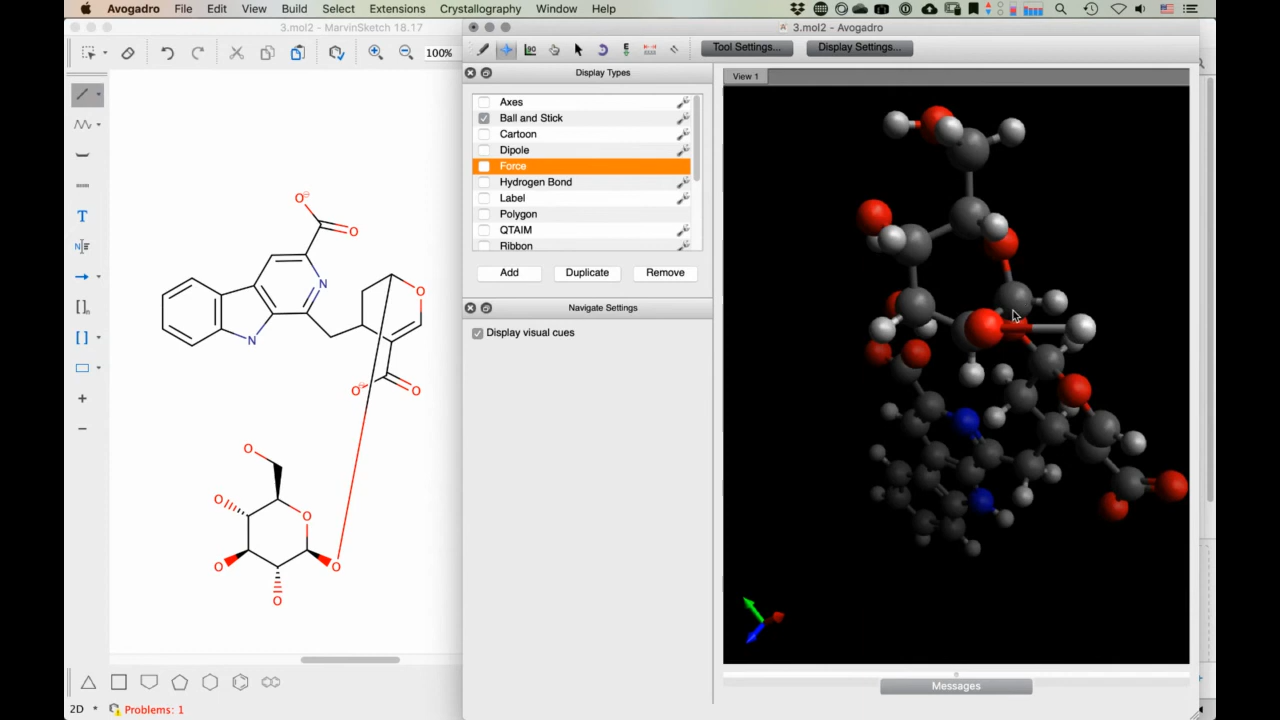 Avogadro File Edit View Build Select Extensions Crystallography Window Help
3.mol2 - MarvinSketch 18.17
3.mol2 - Avogadro
100%
Tool Settings...
Display Settings...
Display Types
View 1
Axes
Ball and Stick
Cartoon
Dipole
Force
Hydrogen Bond
Label
Polygon
QTAIM
Ribbon
Add
Duplicate
Remove
Navigate Settings
Display visual cues
T
O
O
N
O
N
O
O
O
O
O
O
O
O
Messages
2D * Problems: 1